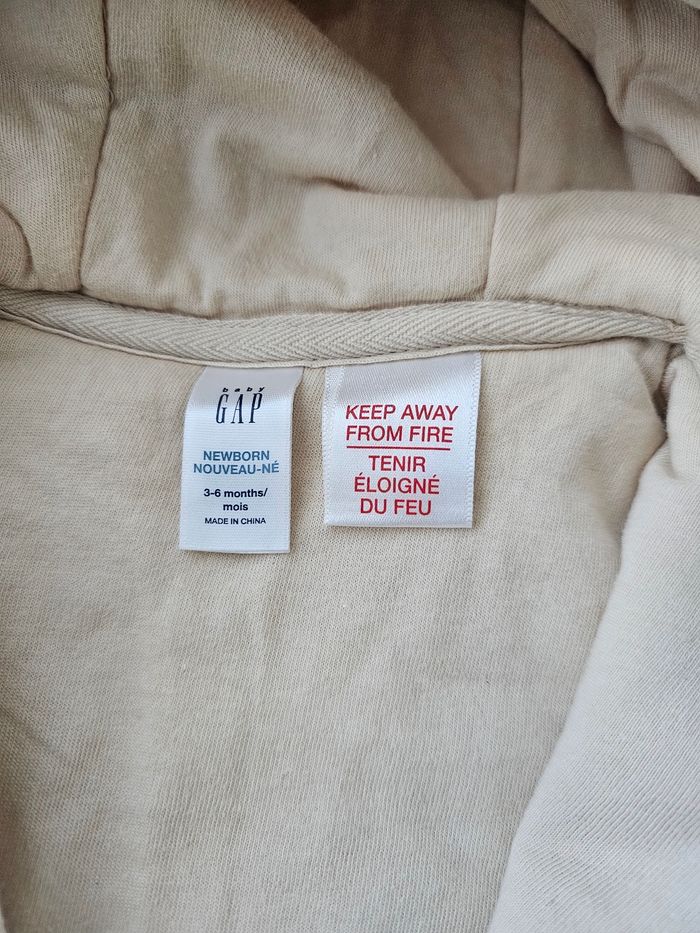 baby
GAP
NEWBORN
NOUVEAU-NÉ
3-6 months/
mois
MADE IN CHINA
KEEP AWAY
FROM FIRE
TENIR
ÉLOIGNÉ
DU FEU